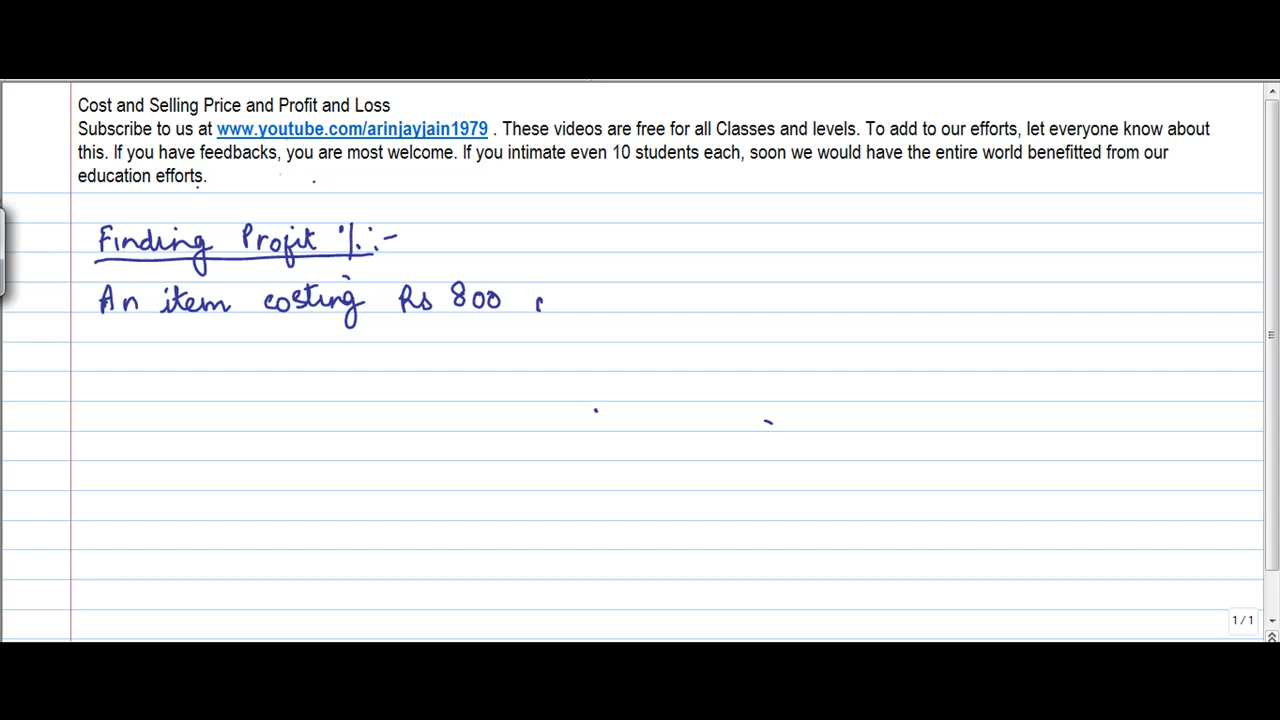 Cost and Selling Price and Profit and Loss
Subscribe to us at www.youtube.com/arinjayjain1979 . These videos are free for all Classes and levels. To add to our efforts, let everyone know about
this. If you have feedbacks, you are most welcome. If you intimate even 10 students each, soon we would have the entire world benefitted from our
education efforts.
Finding Profit %:-
An item costing Rs 800
1 / 1